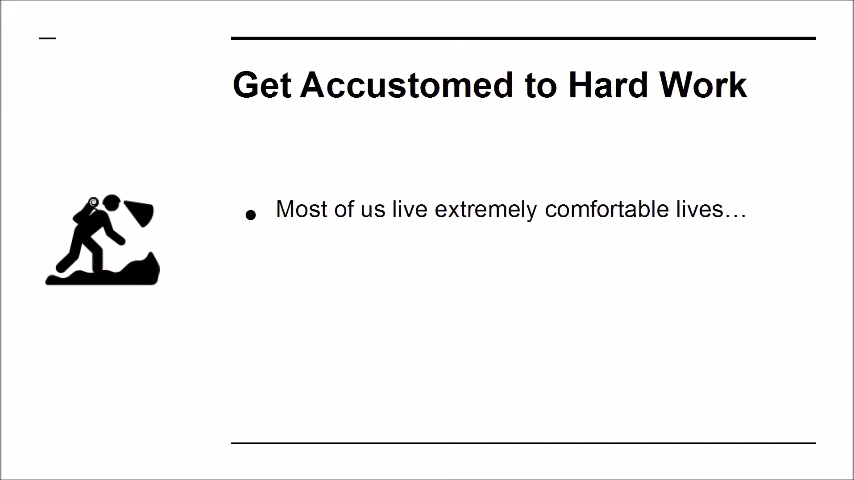 Get Accustomed to Hard Work
Most of us live extremely comfortable lives…